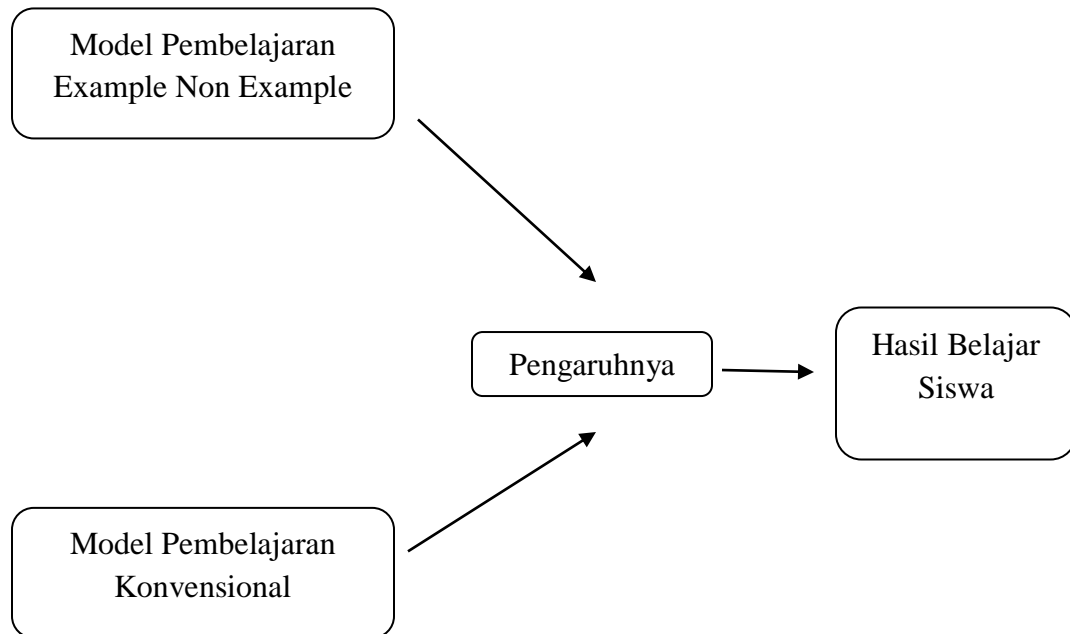 Model Pembelajaran
Example Non Example
Pengaruhnya
Hasil Belajar
Siswa
Model Pembelajaran
Konvensional